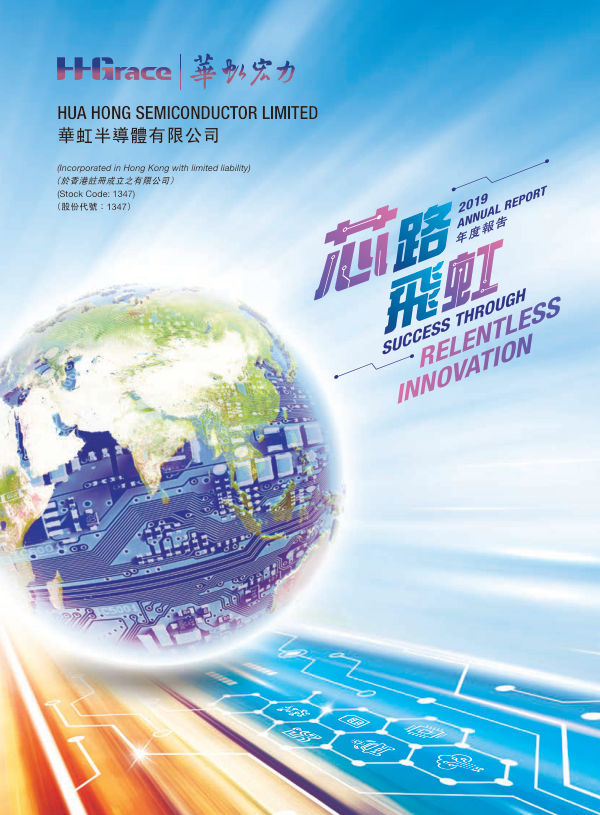 HHGrace 華虹宏力
HUA HONG SEMICONDUCTOR LIMITED
華虹半導體有限公司
(Incorporated in Hong Kong with limited liability)
(於香港註冊成立之有限公司)
(Stock Code: 1347)
(股份代號：1347)
2019
ANNUAL REPORT
年度報告
芯路
飛虹
SUCCESS THROUGH
RELENTLESS
INNOVATION